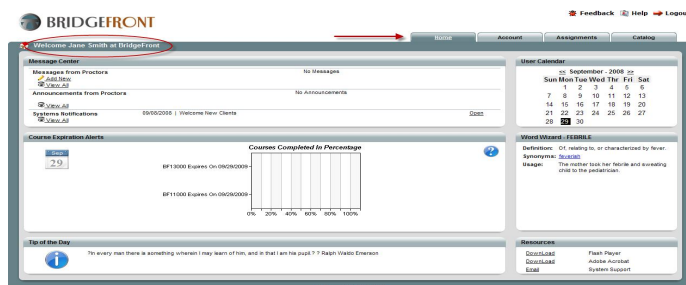 BRIDGEFRONT
Feedback Help Logou
Welcome Jane Smith at BridgeFront
Home Account Assignments Catalog
Message Center
Messages from Proctors No Messages
Add New
View All
Announcements from Proctors No Announcements
View All
Systems Notifications 09/68/2008 | Welcome New Clients Open
View All
User Calendar
<< September - 2008 >>
Sun Mon Tue Wed Thr Fri Sat
1 2 3 4 5 6
7 8 9 10 11 12 13
14 15 16 17 18 19 20
21 22 23 24 25 26 27
28 29 30
Course Expiration Alerts
Sep
29
Courses Completed In Percentage
?
BF13000 Expires On 09/29/2009
BF11000 Expires On 09/29/2009
0% 20% 40% 60% 80% 100%
Word Wizard - FEBRILE
Definition: Of, relating to, or characterized by fever.
Synonyms: feverish
Usage: The mother took her febrile and sweating
child to the pediatrician.
Tip of the Day
?In every man there is something wherein I may learn of him, and in that I am his pupil.? ? Ralph Waldo Emerson
Resources
DownLoad Flash Player
DownLoad Adobe Acrobat
Email System Support